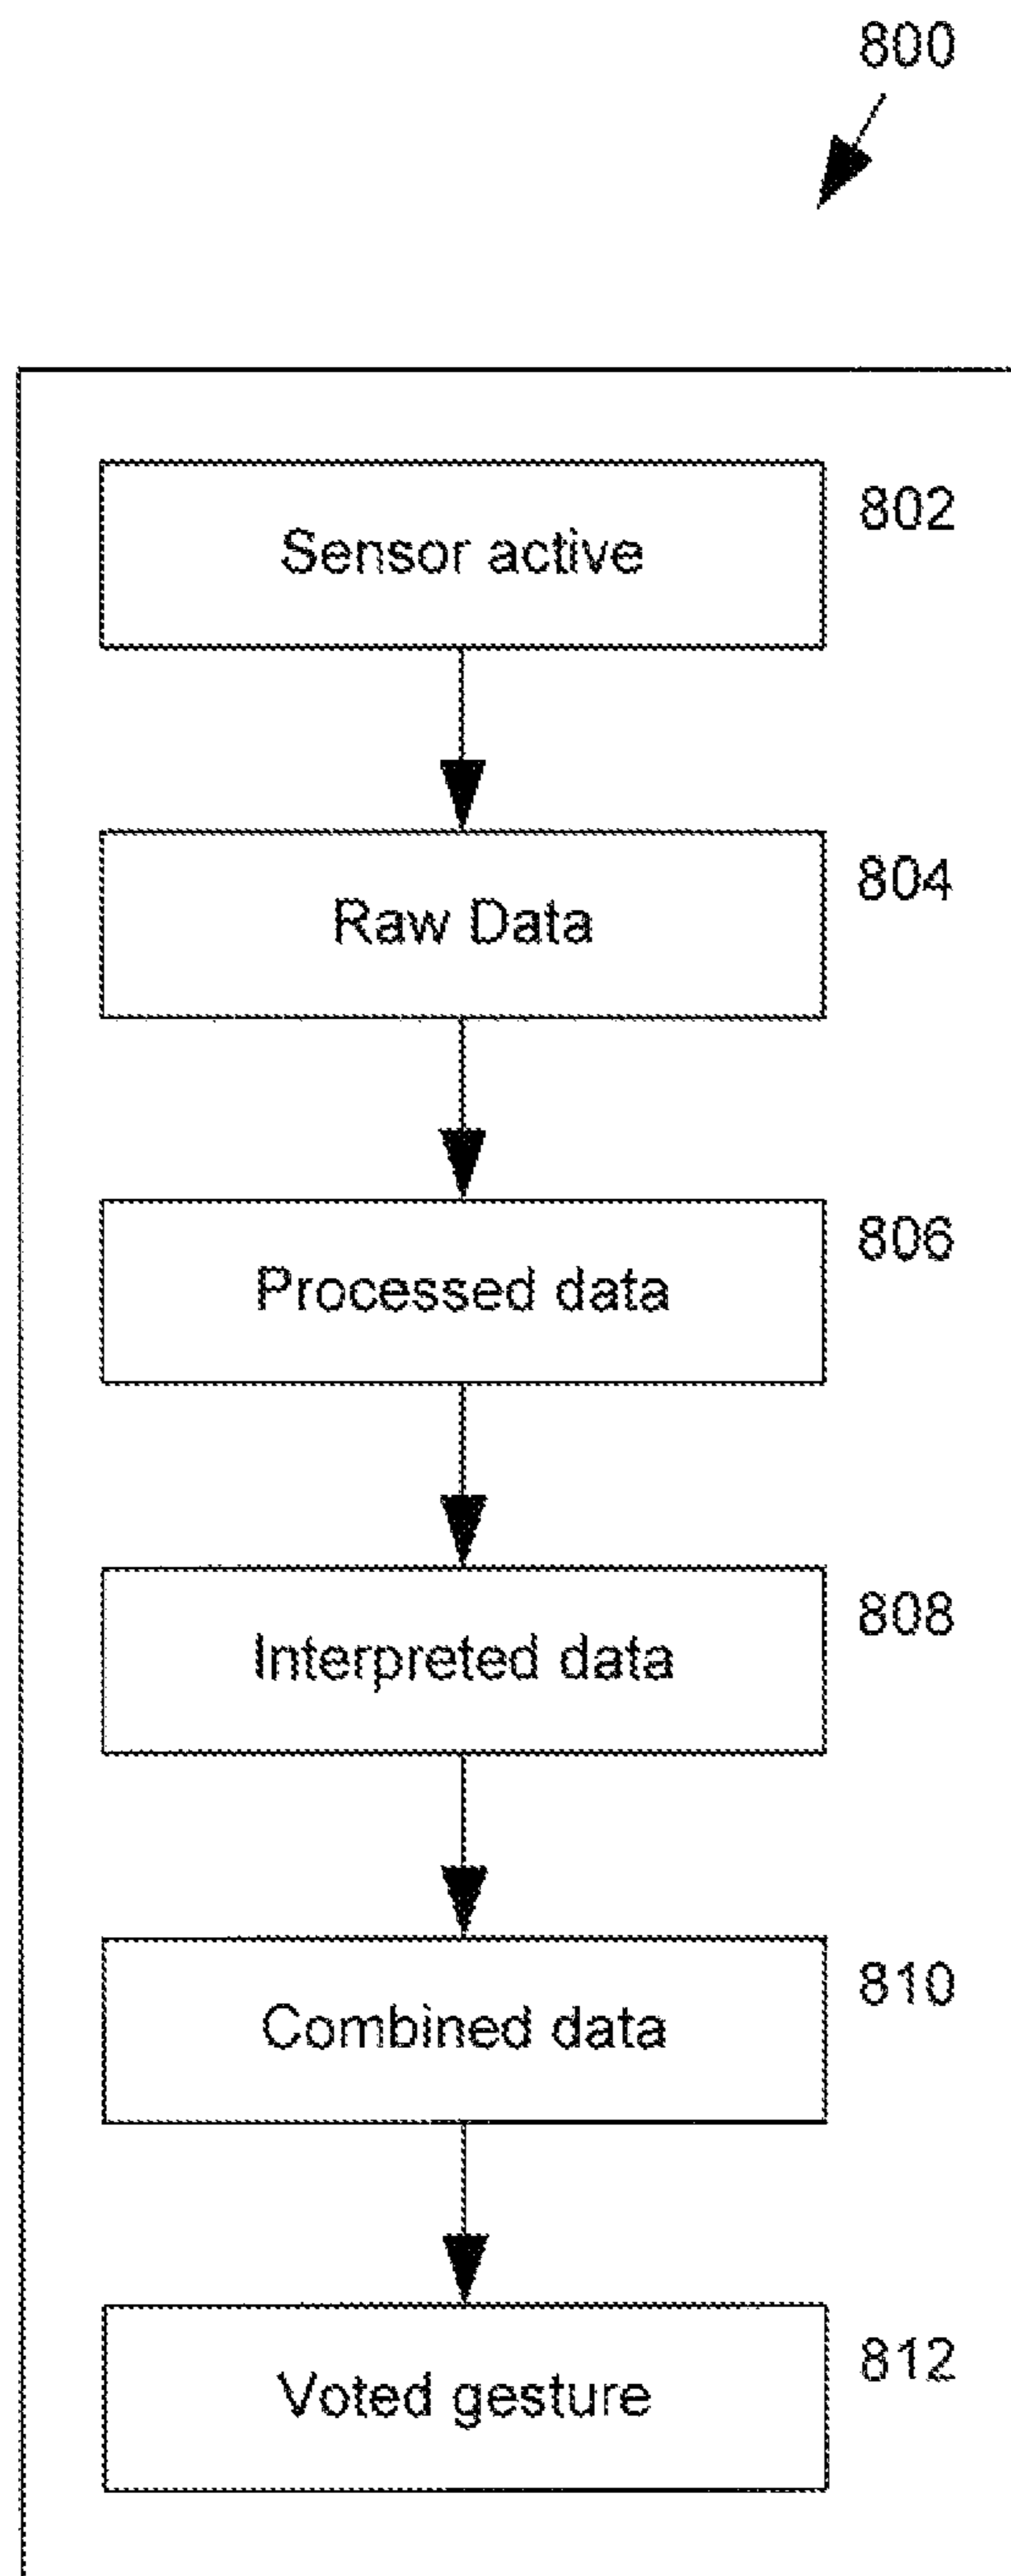 800
Sensor active
802
Raw Data
804
Processed data
806
Interpreted data
808
Combined data
810
Voted gesture
812